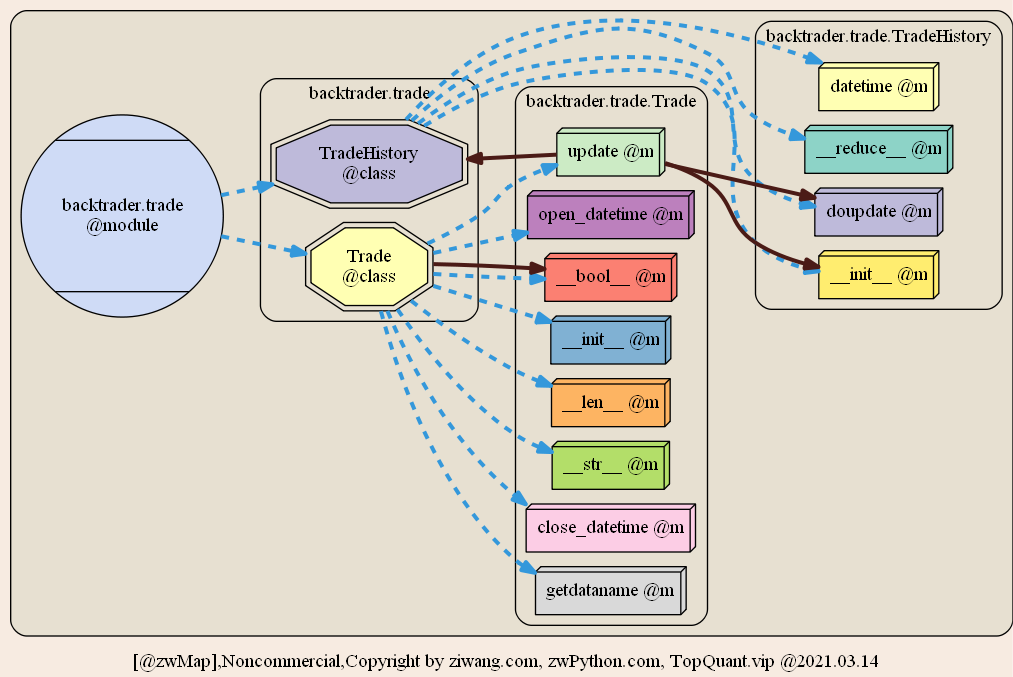 backtrader.trade
@module
backtrader.trade
TradeHistory
@class
Trade
@class
backtrader.trade.Trade
update @m
open_datetime @m
__bool__ @m
__init__ @m
__len__ @m
__str__ @m
close_datetime @m
getdataname @m
backtrader.trade.TradeHistory
datetime @m
__reduce__ @m
doupdate @m
__init__ @m
[@zwMap],Noncommercial,Copyright by ziwang.com, zwPython.com, TopQuant.vip @2021.03.14